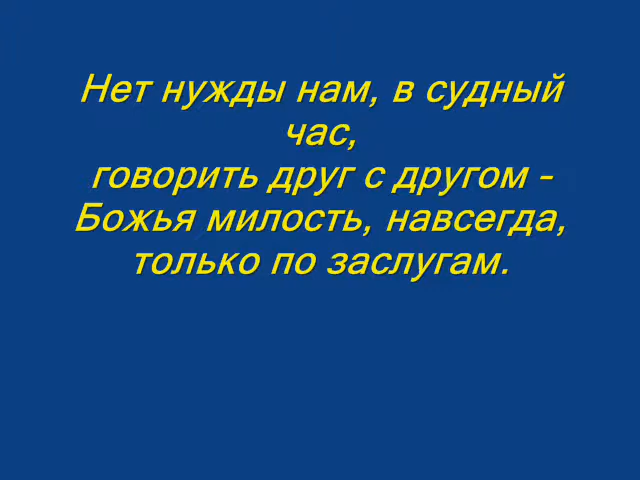 Нет нужды нам, в судный
час,
говорить друг с другом -
Божья милость, навсегда,
только по заслугам.